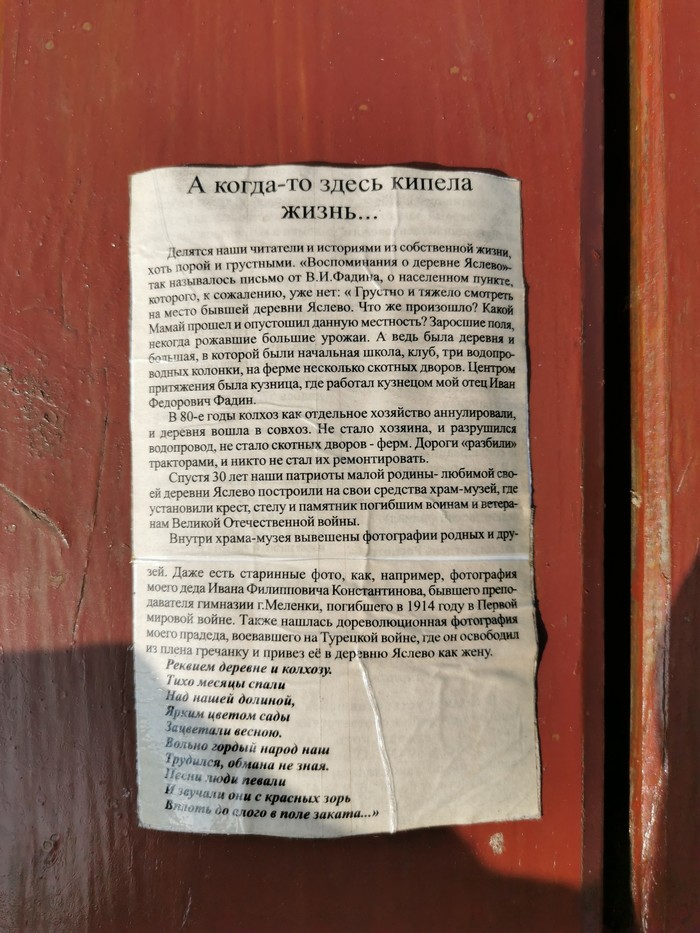 А когда-то здесь кипела
жизнь...
Делятся наши читатели и историями из собственной жизни,
хоть порой и грустными. «Воспоминания о деревне Яслево»-
так называлось письмо от В.И.Фадина, о населенном пункте,
которого, к сожалению, уже нет: « Грустно и тяжело смотреть
на место бывшей деревни Яслево. Что же произошло? Какой
Мамай прошел и опустошил данную местность? Заросшие поля,
некогда рожавшие большие урожаи. А ведь была деревня и
большая, в которой были начальная школа, клуб, три водопро-
водных колонки, на ферме несколько скотных дворов. Центром
притяжения была кузница, где работал кузнецом мой отец Иван
Федорович Фадин.
В 80-е годы колхоз как отдельное хозяйство аннулировали,
и деревня вошла в совхоз. Не стало хозяина, и разрушился
водопровод, не стало скотных дворов - ферм. Дороги «разбили»
тракторами, и никто не стал их ремонтировать.
Спустя 30 лет наши патриоты малой родины- любимой сво-
ей деревни Яслево построили на свои средства храм-музей, где
установили крест, стелу и памятник погибшим воинам и ветера-
нам Великой Отечественной войны.
Внутри храма-музея вывешены фотографии родных и дру-
зей. Даже есть старинные фото, как, например, фотография
моего деда Ивана Филипповича Константинова, бывшего препо-
давателя гимназии г.Меленки, погибшего в 1914 году в Первой
мировой войне. Также нашлась дореволюционная фотография
моего прадеда, воевавшего на Турецкой войне, где он освободил
из плена гречанку и привез её в деревню Яслево как жену.
Реквием деревне и колхозу.
Тихо месяцы спали
Над нашей долиной,
Ярким цветом сады
Зацветали весною.
Вольно гордый народ наш
Трудился, обмана не зная.
Песни люди певали
И звучали они с красных зорь
Вплоть до алого в поле заката...»